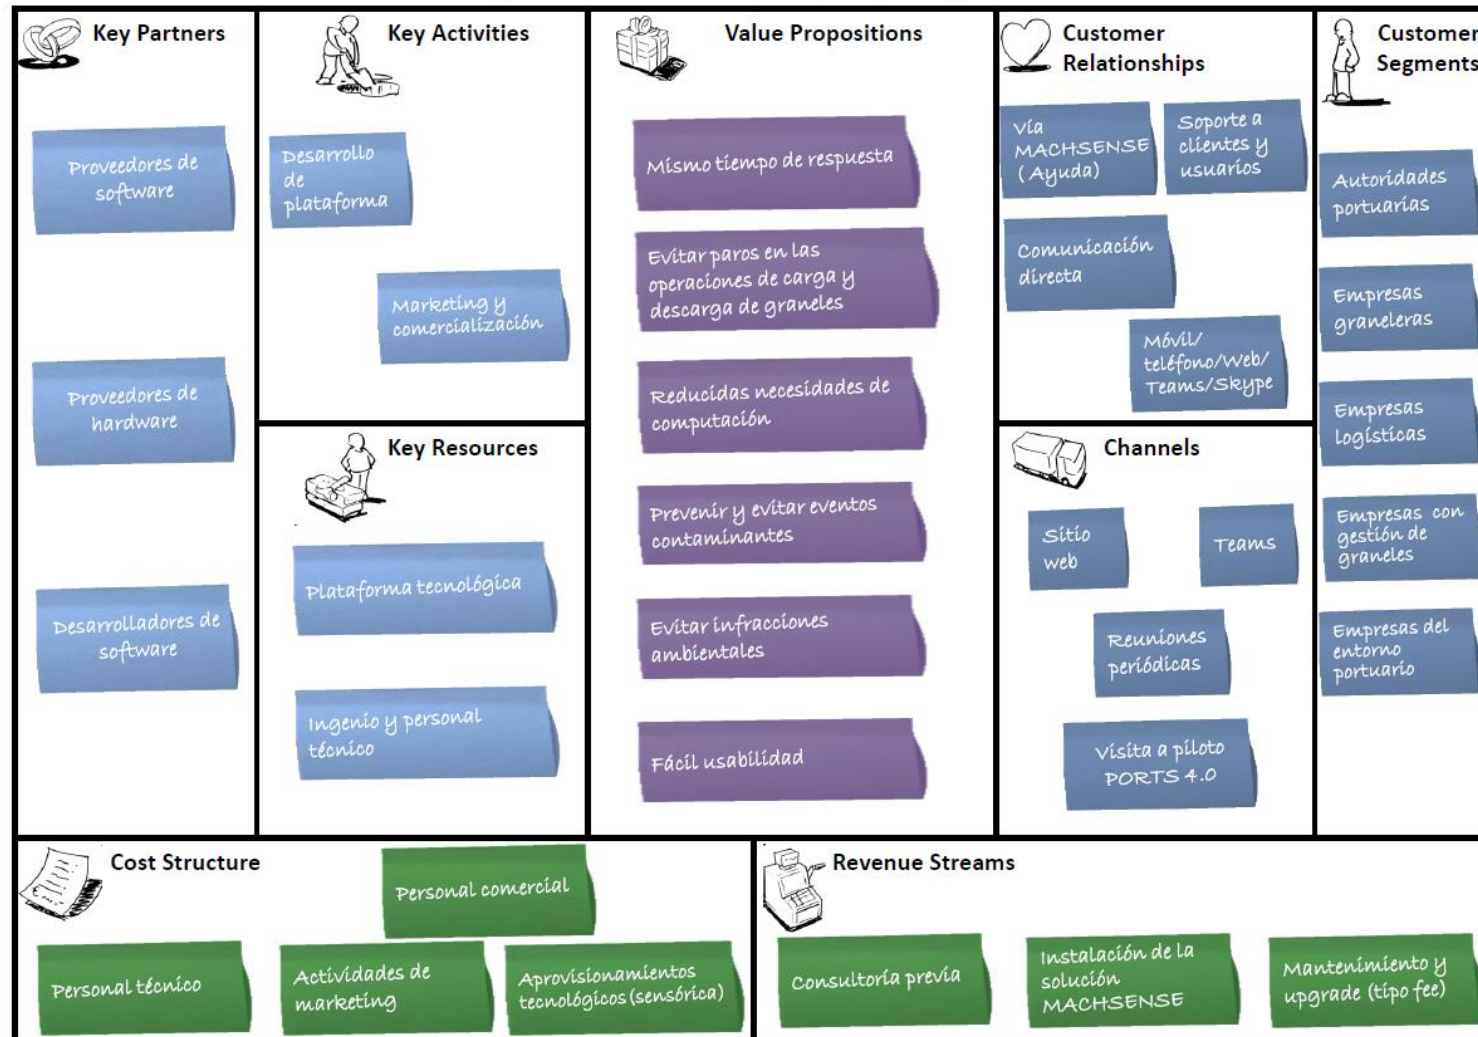 Key Partners
Proveedores de
software
Proveedores de
hardware
Desarrolladores de
software
Key Activities
Desarrollo
de
plataforma
Marketing y
comercialización
Key Resources
Plataforma tecnológica
Ingenio y personal
técnico
Value Propositions
Mismo tiempo de respuesta
Evitar paros en las
operaciones de carga y
descarga de graneles
Reducidas necesidades de
computación
Prevenir y evitar eventos
contaminantes
Evitar infracciones
ambientales
Fácil usabilidad
Customer
Relationships
Vía
MACHSENSE
(Ayuda)
Soporte a
clientes y
usuarios
Comunicación
directa
Móvil/
teléfono/Web/
Teams/Skype
Channels
Sitio
web
Teams
Reuniones
periódicas
Visita a piloto
PORTS 4.0
Customer
Segments
Autoridades
portuarias
Empresas
graneleras
Empresas
logísticas
Empresas con
gestión de
graneles
Empresas del
entorno
portuario
Cost Structure
Personal comercial
Personal técnico
Actividades de
marketing
Aprovisionamientos
tecnológicos (sensórica)
Revenue Streams
Consultoría previa
Instalación de la
solución
MACHSENSE
Mantenimiento y
upgrade (tipo fee)